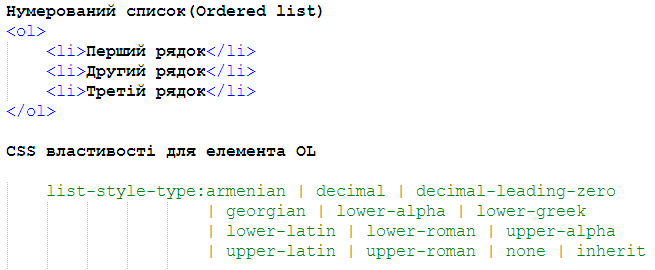 Нумерований список(Ordered list)
<ol>
    <li>Перший рядок</li>
    <li>Другий рядок</li>
    <li>Третій рядок</li>
</ol>

CSS властивості для елемента OL

    list-style-type:armenian | decimal | decimal-leading-zero
                    | georgian | lower-alpha | lower-greek
                    | lower-latin | lower-roman | upper-alpha
                    | upper-latin | upper-roman | none | inherit